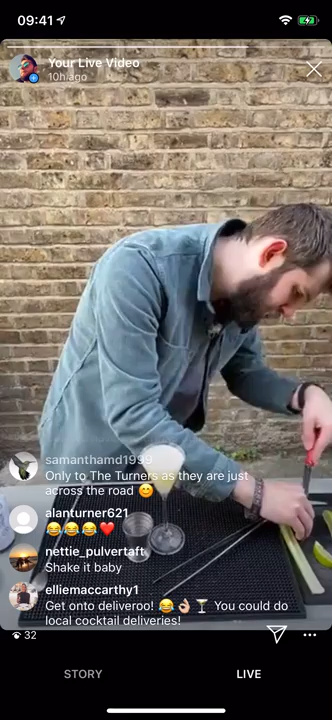 09:41
Your Live Video
10h ago
samanthamd1999
Only to The Turners as they are just
across the road 😊
alanturner621
😂😂😂❤️
nettie_pulvertaft
Shake it baby
elliemaccarthy1
Get onto deliveroo! 😂👌🏼🍸 You could do
local cocktail deliveries!
32
STORY
LIVE